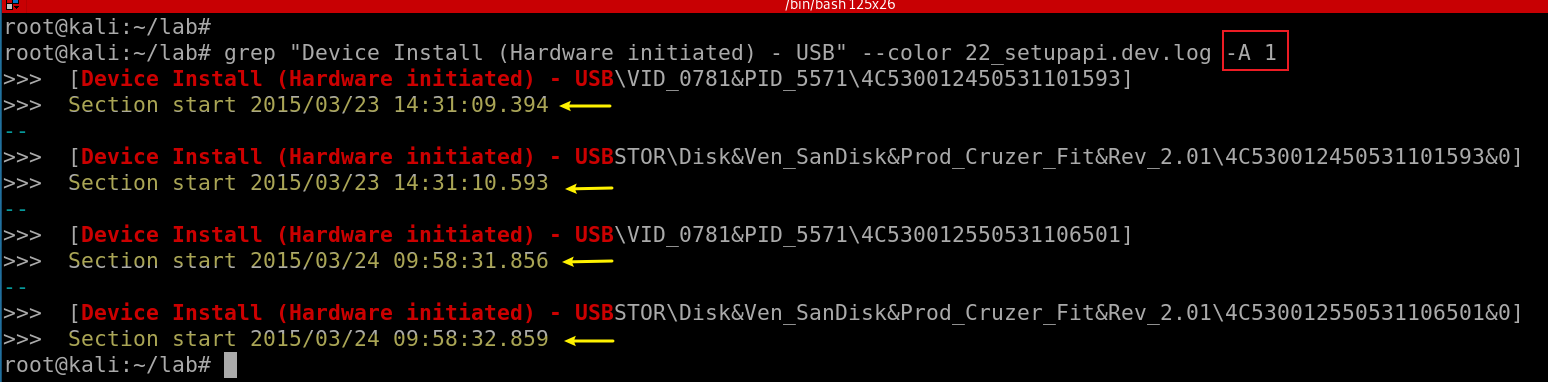 /bin/bash 125x26
root@kali:~/lab#
root@kali:~/lab# grep "Device Install (Hardware initiated) - USB" --color 22_setupapi.dev.log -A 1
>>>  [Device Install (Hardware initiated) - USB\VID_0781&PID_5571\4C530012450531101593]
>>>  Section start 2015/03/23 14:31:09.394
--
>>>  [Device Install (Hardware initiated) - USBSTOR\Disk&Ven_SanDisk&Prod_Cruzer_Fit&Rev_2.01\4C530012450531101593&0]
>>>  Section start 2015/03/23 14:31:10.593
--
>>>  [Device Install (Hardware initiated) - USB\VID_0781&PID_5571\4C530012550531106501]
>>>  Section start 2015/03/24 09:58:31.856
--
>>>  [Device Install (Hardware initiated) - USBSTOR\Disk&Ven_SanDisk&Prod_Cruzer_Fit&Rev_2.01\4C530012550531106501&0]
>>>  Section start 2015/03/24 09:58:32.859
root@kali:~/lab#